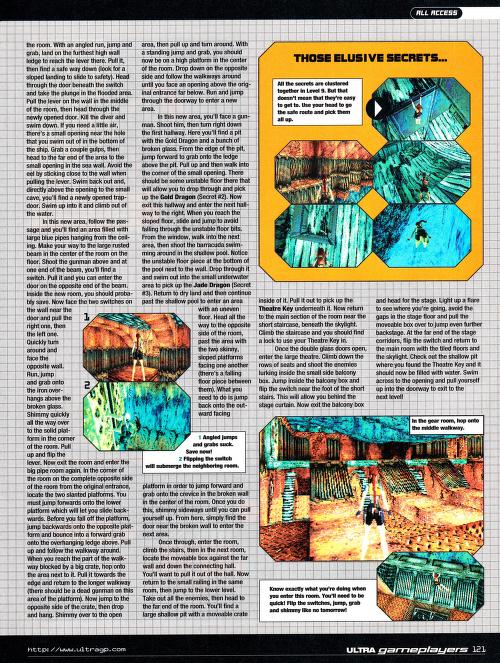 ALL ACCESS
the room. With an angled run, jump and
grab, land on the furthest high wall
ledge to reach the lever there. Pull it,
then find a safe way down (look for a
sloped landing to slide to safety). Head
through the door beneath the switch
and take the plunge in the flooded area.
Pull the lever on the wall in the middle
of the room, then head through the
newly opened door. Kill the diver and
swim down. If you need a little air,
there's a small opening near the hole
that you swim out of in the bottom of
the ship. Grab a couple gulps, then
head to the far end of the area to the
small opening in the sea wall. Avoid the
eel by sticking close to the wall when
pulling the lever. Swim back out and,
directly above the opening to the small
cave, you'll find a newly opened trap-
door. Swim up into it and climb out of
the water.
In this new area, follow the pas-
sage and you'll find an area filled with
large blue pipes hanging from the ceil-
ing. Make your way to the large rusted
beam in the center of the room on the
floor. Shoot the gunman above and at
one end of the beam, you'll find a
switch. Pull it and you can enter the
door on the opposite end of the beam.
Inside the new room, you should proba-
bly save. Now face the two switches on
the wall near the
door and pull the
right one, then
the left one.
Quickly turn
around and
face the
opposite wall.
Run, jump
and grab onto
the iron over-
hangs above the
broken glass.
Shimmy quickly
all the way over
to the solid plat-
form in the corner
of the room. Pull
up and flip the
lever. Now exit the room and enter the
big pipe room again. In the corner of
the room on the complete opposite side
of the room from the original entrance,
locate the two slanted platforms. You
must jump forwards onto the lower
platform which will let you slide back-
wards. Before you fall off the platform,
jump backwards onto the opposite plat-
form and bounce into a forward grab
onto the overhanging ledge above. Pull
up and follow the walkway around.
When you reach the part of the walk-
way blocked by a big grate, hop onto
the area next to it. Pull it towards the
edge and return to the longer walkway
(there should be a dead gunman on this
area of the platform). Now jump to the
opposite side of the crate, then drop
and hang. Shimmy over to the open
area, then pull up and turn around. With
a standing jump and grab, you should
now be on a high platform in the center
of the room. Drop down on the opposite
side and follow the walkways around
until you face an opening above the orig-
inal entrance far below. Run and jump
through the doorway to enter a new
area.
In this new area, you'll face a gun-
man. Shoot him, then turn right down
the first hallway. Here you'll find a pit
with the Gold Dragon and a bunch of
broken glass. From the edge of the pit,
jump forward to grab onto the ledge
above the pit. Pull up and then walk into
the corner of the small opening. There
should be some unstable floor there that
will allow you to drop through and pick
up the Gold Dragon (Secret #2). Now
exit this hallway and enter the next hall-
way to the right. When you reach the
sloped floor, slide and jump to avoid
falling through the unstable floor bits.
From the window, walk into the next
area, then shoot the barracuda swim-
ming around in the shallow pool. Notice
the unstable floor piece at the bottom of
the pool next to the wall. Drop through it
and swim out into the small underwater
area to pick up the Jade Dragon (Secret
#3). Return to dry land and then continue
past the shallow pool to enter an area
with an uneven
floor. Head all the
way to the opposite
side of the room,
past the area with
the two skinny,
sloped platforms
facing one another
(there's a falling
floor piece between
them). What you
need to do is jump
back onto the out-
ward facing
1
2
1 Angled jumps
and grabs suck.
Save now!
2 Flipping the switch
will submerge the neighboring room.
platform in order to jump forward and
grab onto the crevice in the broken wall
in the center of the room. Once you do
this, shimmy sideways until you can pull
yourself up. From here, simply find the
door near the broken wall to enter the
next area.
Once through, enter the room,
climb the stairs, then in the next room,
locate the moveable box against the far
wall and down the connecting hall.
You'll want to pull it out of the hall. Now
return to the small railing in the same
room, then jump to the lower level.
Take out all the enemies, then head to
the far end of the room. You'll find a
large shallow pit with a moveable crate
THOSE ELUSIVE SECRETS...
All the secrets are clustered
together in Level 5. But that
doesn't mean that they're easy
to get to. Use your head to go
the safe route and pick them
all up.
inside of it. Pull it out to pick up the
Theatre Key underneath it. Now return
to the main section of the room near the
short staircase, beneath the skylight.
Climb the staircase and you should find
a lock to use your Theatre Key in.
Once the double glass doors open,
enter the large theatre. Climb down the
rows of seats and shoot the enemies
lurking inside the small side balcony
box. Jump inside the balcony box and
flip the switch near the foot of the short
stairs. This will allow you behind the
stage curtain. Now exit the balcony box
and head for the stage. Light up a flare
to see where you're going, avoid the
gaps in the stage floor and pull the
moveable box over to jump even further
backstage. At the far end of the stage
corridors, flip the switch and return to
the main room with the tiled floors and
the skylight. Check out the shallow pit
where you found the Theatre Key and it
should now be filled with water. Swim
across to the opening and pull yourself
up into the doorway to exit to the
next level!
In the gear room, hop onto
the middle walkway.
Know exactly what you're doing when
you enter this room. You'll need to be
quick! Flip the switches, jump, grab
and shimmy like no tomorrow!
http://www.ultragp.com
ULTRA gameplayers 121